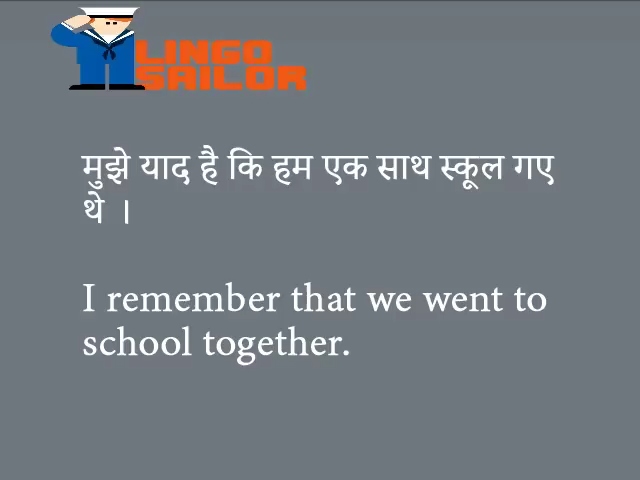 LINGO
SAILOR
मुझे याद है कि हम एक साथ स्कूल गए
थे ।
I remember that we went to
school together.